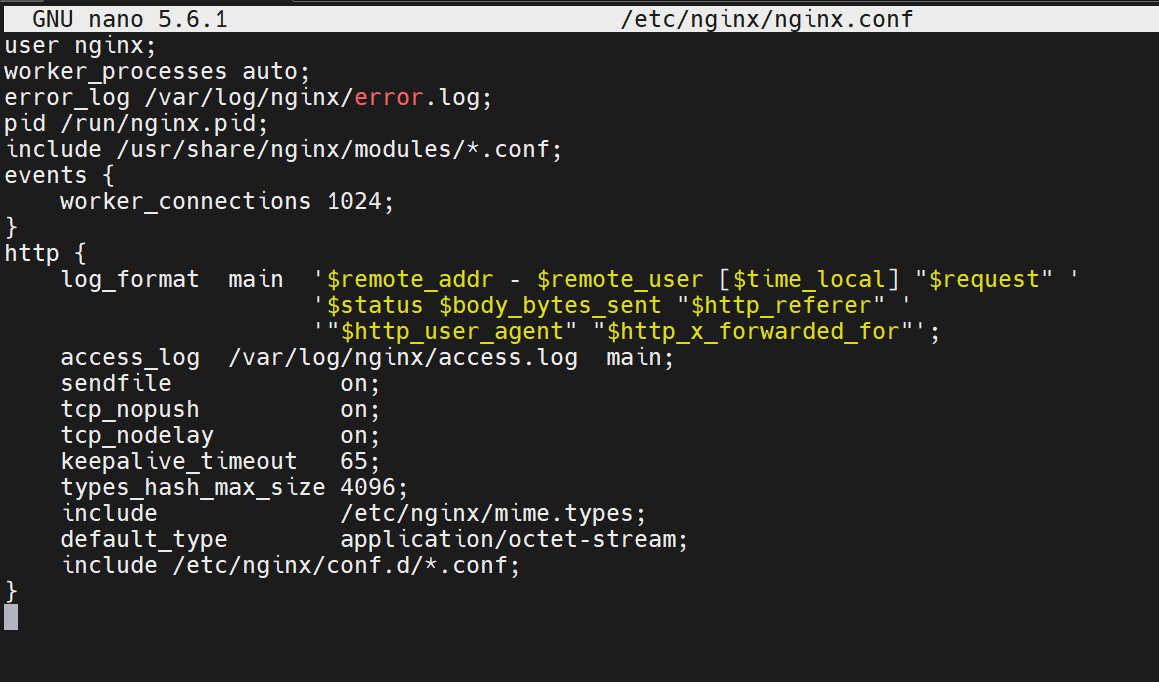 GNU nano 5.6.1 /etc/nginx/nginx.conf
user nginx;
worker_processes auto;
error_log /var/log/nginx/error.log;
pid /run/nginx.pid;
include /usr/share/nginx/modules/*.conf;
events {
    worker_connections 1024;
}
http {
    log_format  main  '$remote_addr - $remote_user [$time_local] "$request" '
                      '$status $body_bytes_sent "$http_referer" '
                      '"$http_user_agent" "$http_x_forwarded_for"';
    access_log  /var/log/nginx/access.log  main;
    sendfile            on;
    tcp_nopush          on;
    tcp_nodelay         on;
    keepalive_timeout   65;
    types_hash_max_size 4096;
    include             /etc/nginx/mime.types;
    default_type        application/octet-stream;
    include /etc/nginx/conf.d/*.conf;
}